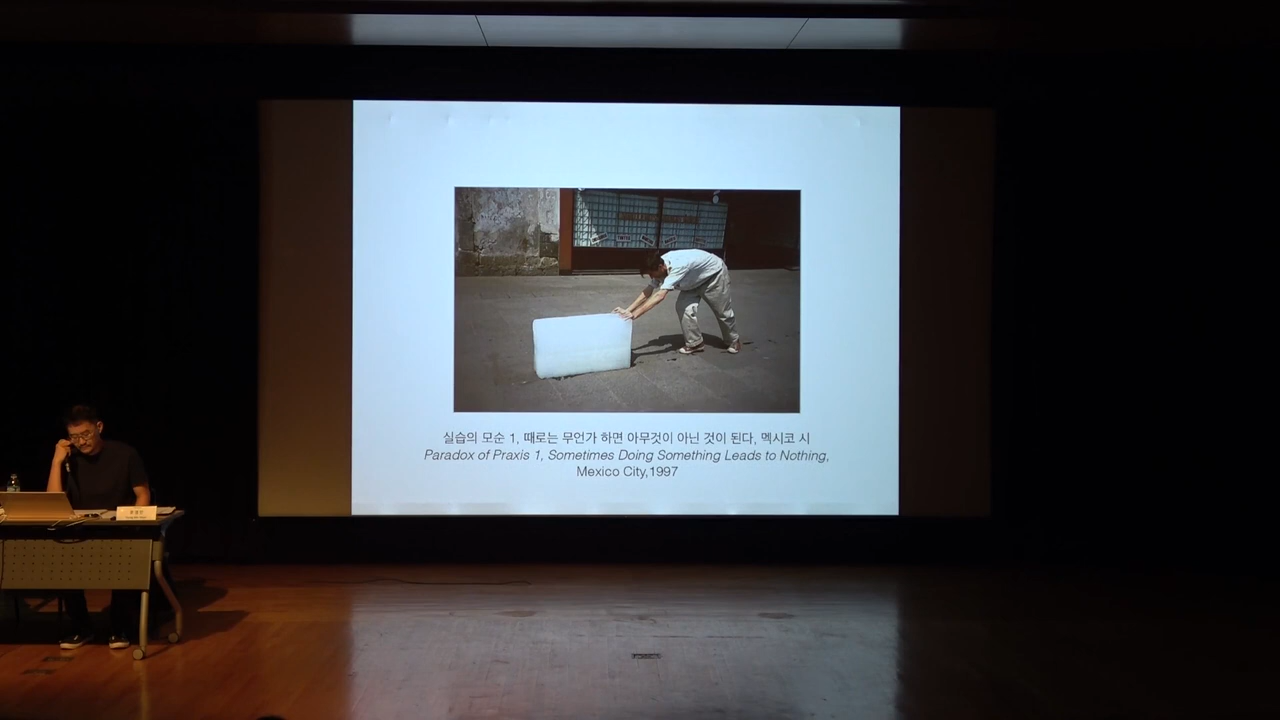 실습의 모순 1, 때로는 무언가 하면 아무것이 아닌 것이 된다, 멕시코 시
Paradox of Praxis 1, Sometimes Doing Something Leads to Nothing,
Mexico City,1997